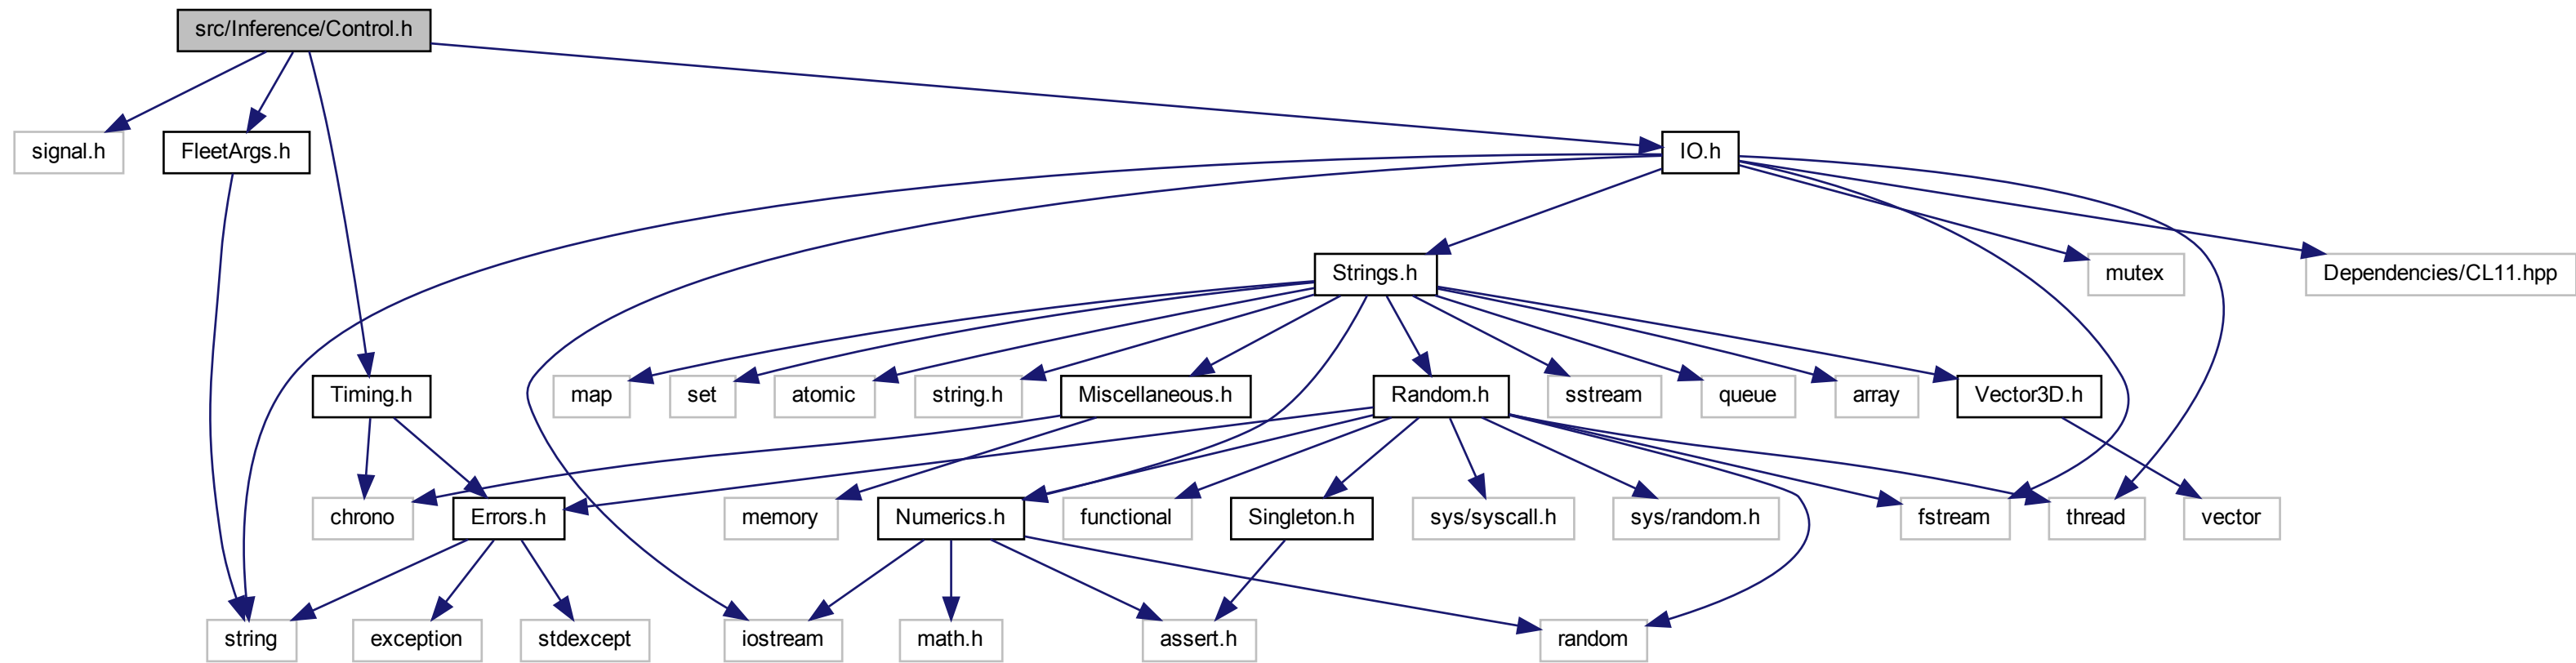 src/Inference/Control.h
signal.h
FleetArgs.h
IO.h
Strings.h
mutex
Dependencies/CL11.hpp
Timing.h
map
set
atomic
string.h
Miscellaneous.h
Random.h
sstream
queue
array
Vector3D.h
chrono
Errors.h
memory
Numerics.h
functional
Singleton.h
sys/syscall.h
sys/random.h
fstream
thread
vector
string
exception
stdexcept
iostream
math.h
assert.h
random